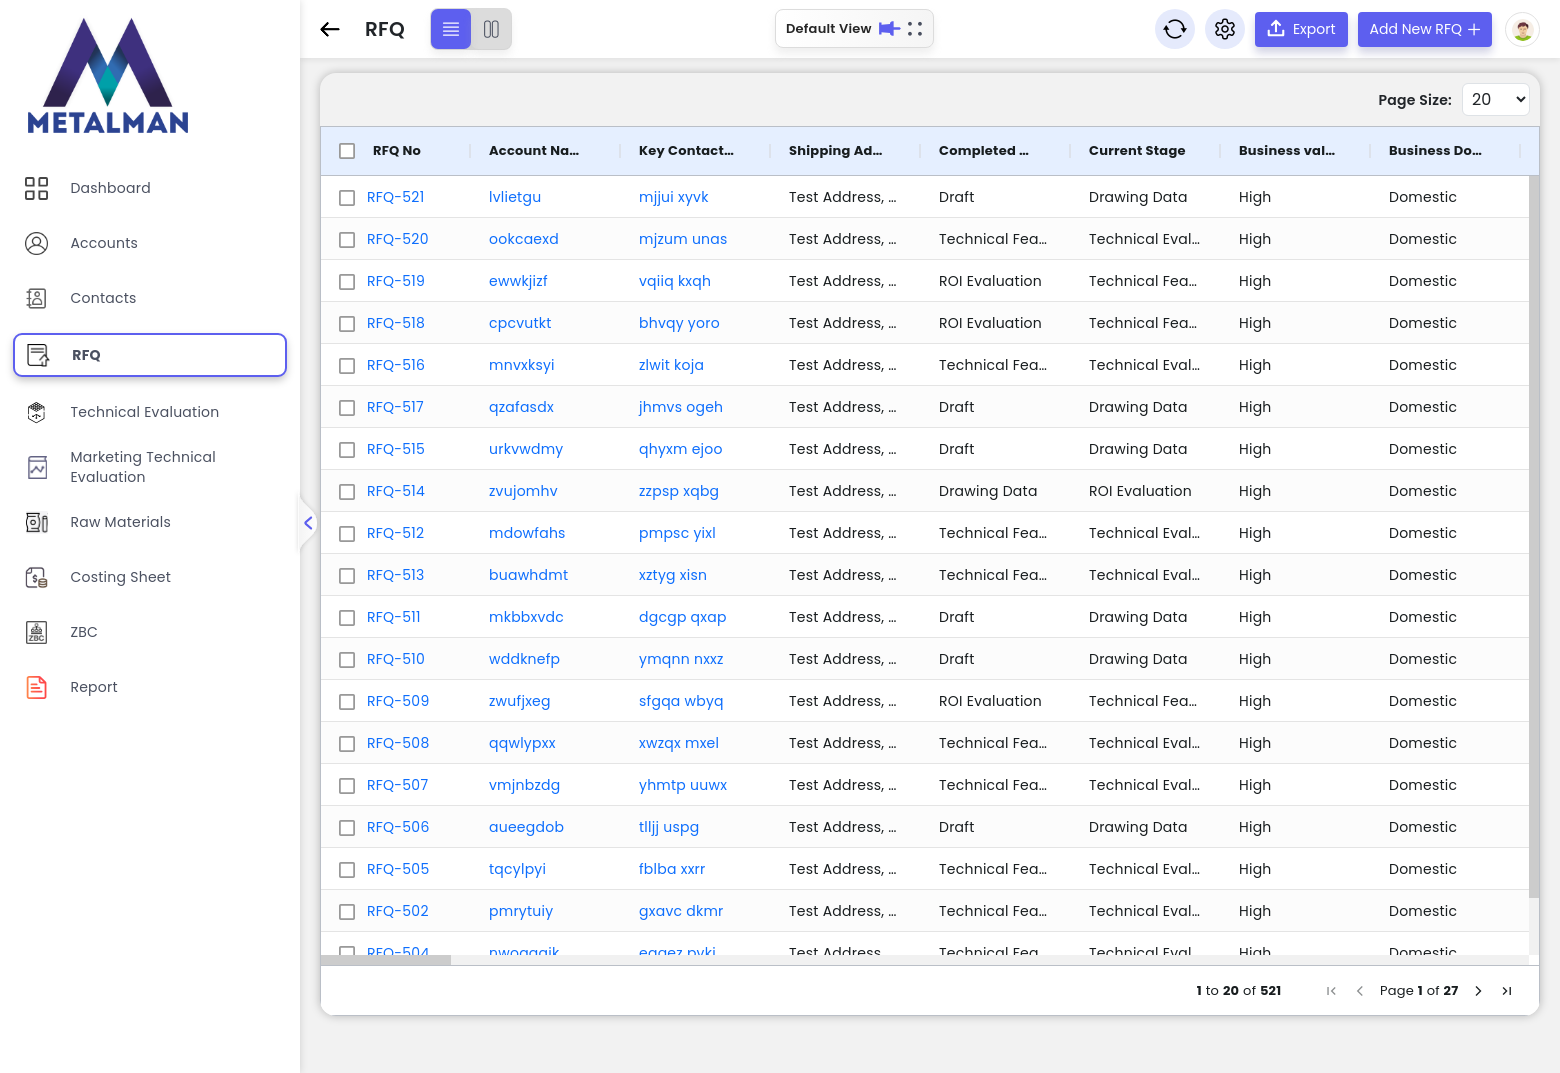 METALMAN
Dashboard
Accounts
Contacts
RFQ
Technical Evaluation
Marketing Technical
Evaluation
Raw Materials
Costing Sheet
ZBC
Report
RFQ
Default View
Export
Add New RFQ
Page Size: 20
RFQ No Account Na... Key Contact... Shipping Ad... Completed ... Current Stage Business val... Business Do...
RFQ-521 lvlietgu mjjui xyvk Test Address, ... Draft Drawing Data High Domestic
RFQ-520 ookcaexd mjzum unas Test Address, ... Technical Fea... Technical Eval... High Domestic
RFQ-519 ewwkjizf vqiiq kxqh Test Address, ... ROI Evaluation Technical Fea... High Domestic
RFQ-518 cpcvutkt bhvqy yoro Test Address, ... ROI Evaluation Technical Fea... High Domestic
RFQ-516 mnvxksyi zlwit koja Test Address, ... Technical Fea... Technical Eval... High Domestic
RFQ-517 qzafasdx jhmvs ogeh Test Address, ... Draft Drawing Data High Domestic
RFQ-515 urkvwdmy qhyxm ejoo Test Address, ... Draft Drawing Data High Domestic
RFQ-514 zvujomhv zzpsp xqbg Test Address, ... Drawing Data ROI Evaluation High Domestic
RFQ-512 mdowfahs pmpsc yixl Test Address, ... Technical Fea... Technical Eval... High Domestic
RFQ-513 buawhdmt xztyg xisn Test Address, ... Technical Fea... Technical Eval... High Domestic
RFQ-511 mkbbxvdc dgcgp qxap Test Address, ... Draft Drawing Data High Domestic
RFQ-510 wddknefp ymqnn nxxz Test Address, ... Draft Drawing Data High Domestic
RFQ-509 zwufjxeg sfgqa wbyq Test Address, ... ROI Evaluation Technical Fea... High Domestic
RFQ-508 qqwlypxx xwzqx mxel Test Address, ... Technical Fea... Technical Eval... High Domestic
RFQ-507 vmjnbzdg yhmtp uuwx Test Address, ... Technical Fea... Technical Eval... High Domestic
RFQ-506 aueegdob tlljj uspg Test Address, ... Draft Drawing Data High Domestic
RFQ-505 tqcylpyi fblba xxrr Test Address, ... Technical Fea... Technical Eval... High Domestic
RFQ-502 pmrytuiy gxavc dkmr Test Address, ... Technical Fea... Technical Eval... High Domestic
RFQ-504 Test Address, ... Technical Fea... Technical Eval... High Domestic
1 to 20 of 521 Page 1 of 27